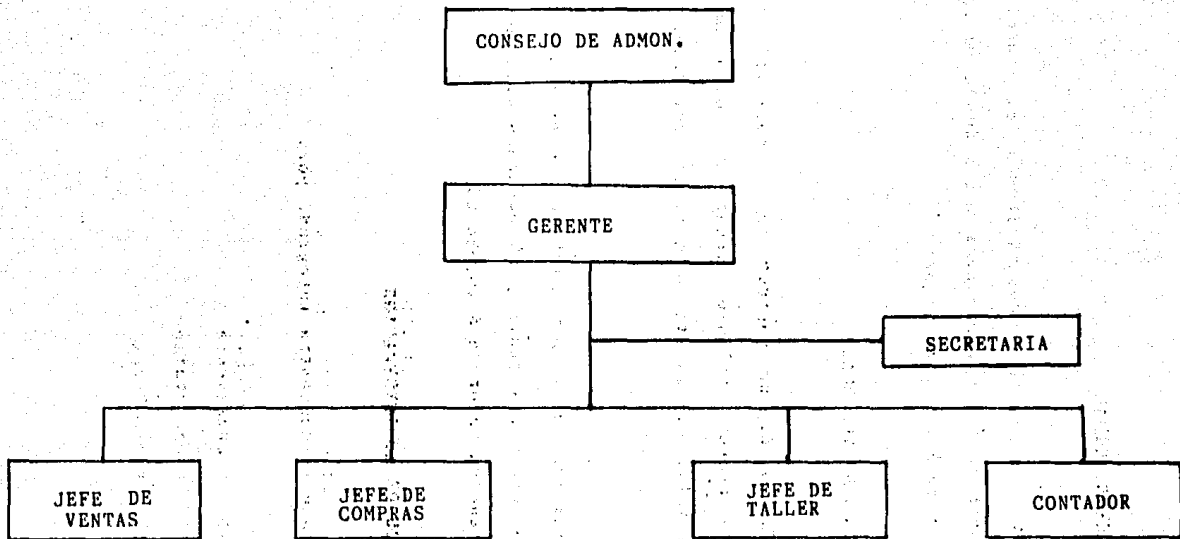 CONSEJO DE ADMON.
GERENTE
SECRETARIA
JEFE DE
VENTAS
JEFE DE
COMPRAS
JEFE DE
TALLER
CONTADOR